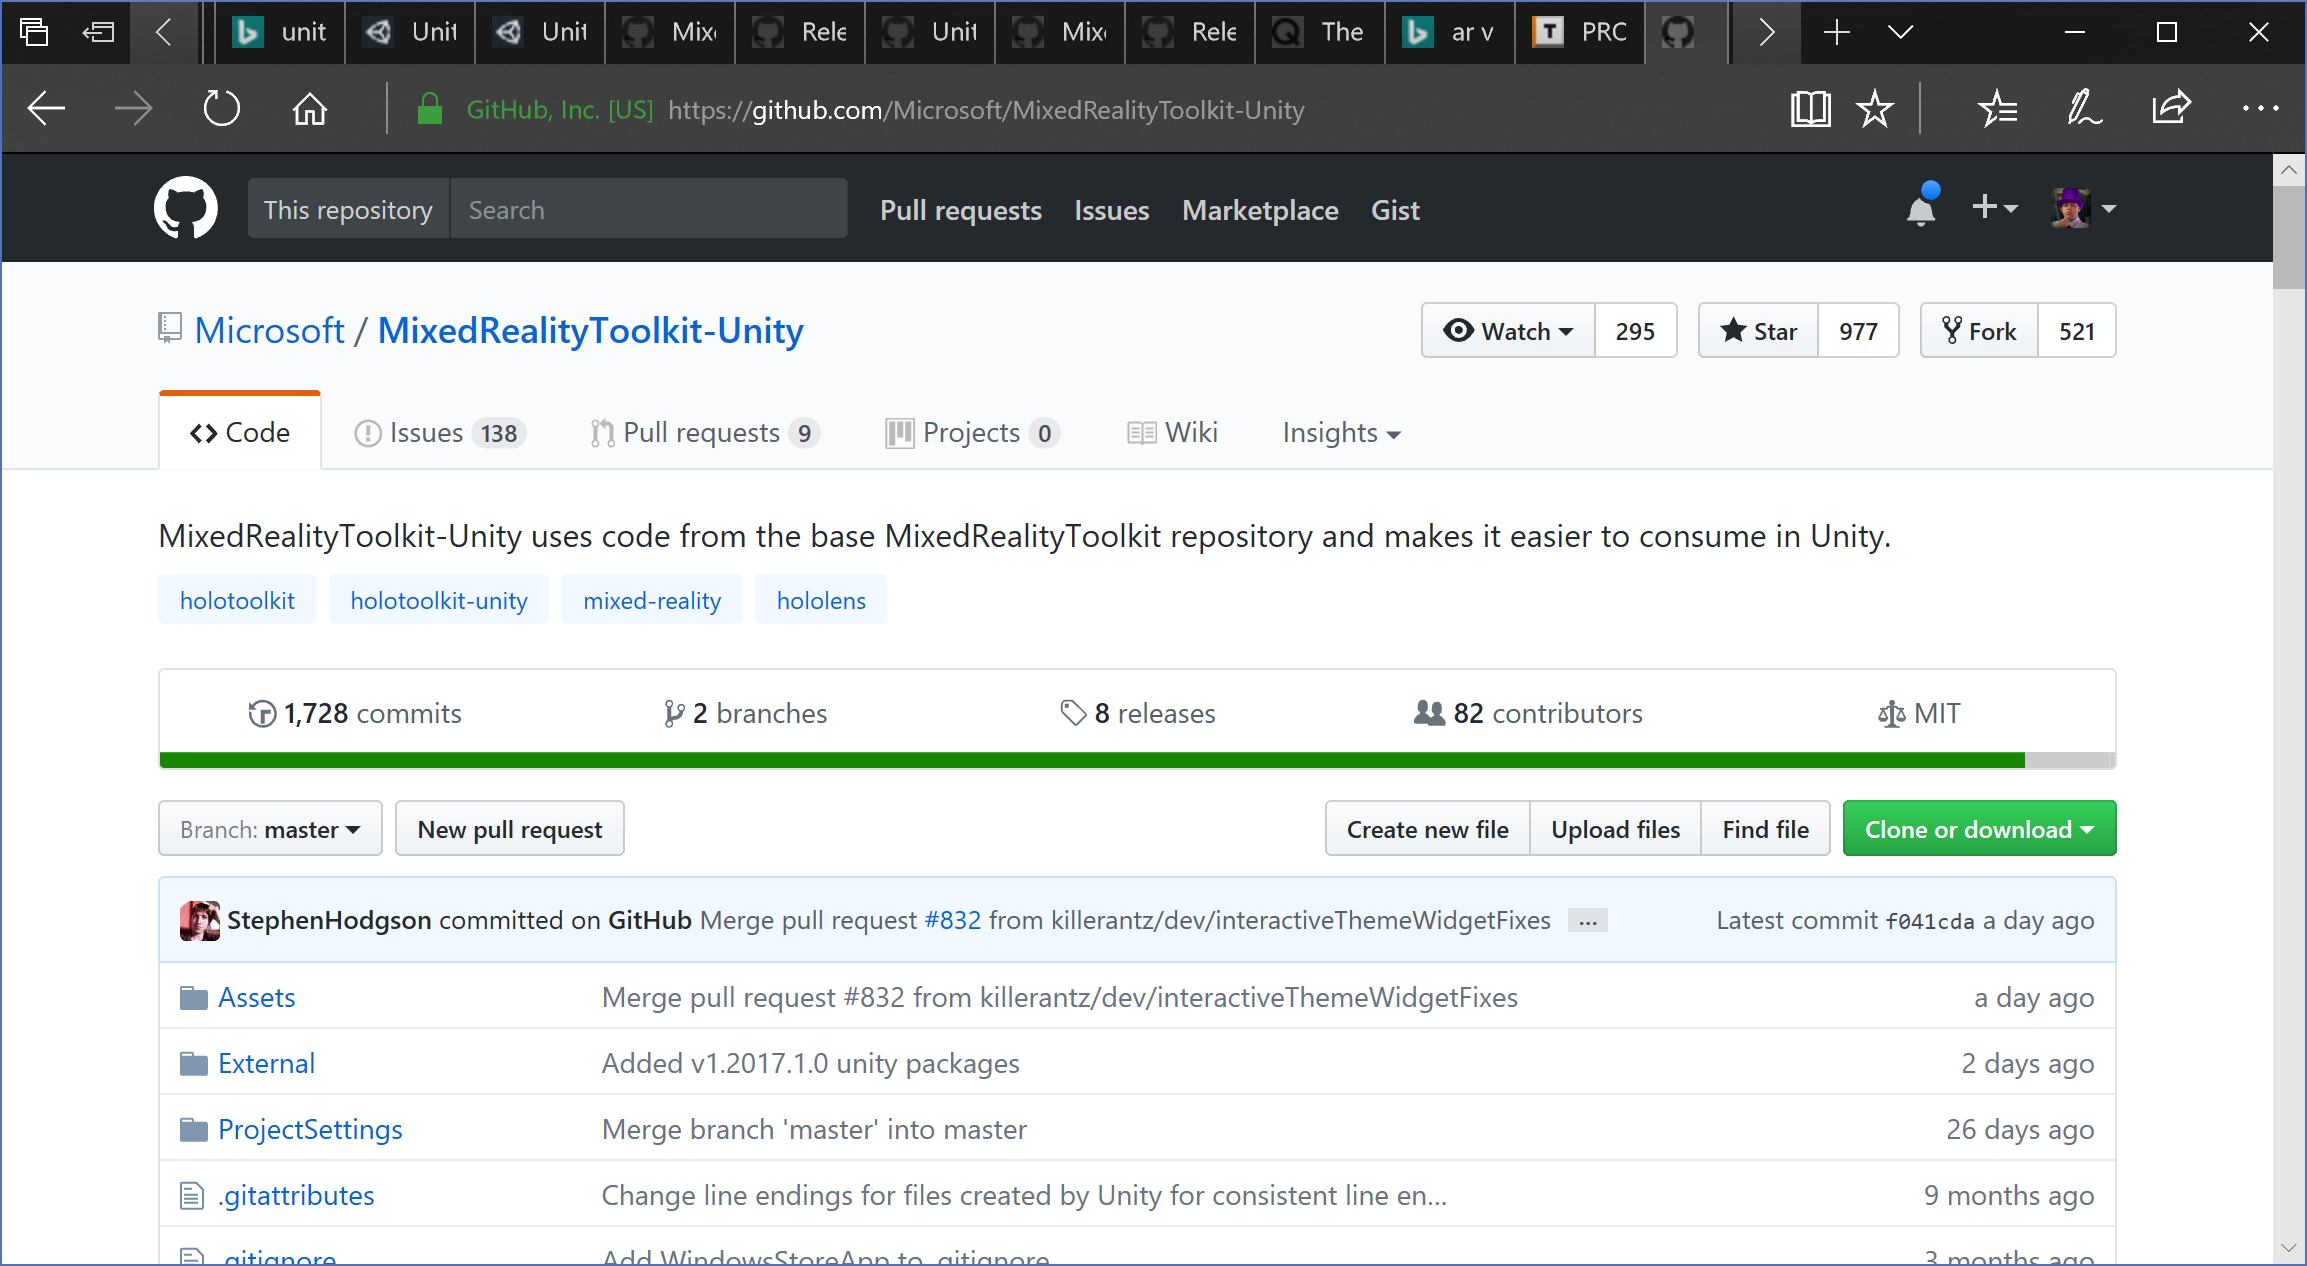 unit Unit Unit Mix Rele Unit Mix Rele The ar v PRC
GitHub, Inc. [US] https://github.com/Microsoft/MixedRealityToolkit-Unity
This repository Search Pull requests Issues Marketplace Gist
Microsoft / MixedRealityToolkit-Unity Watch 295 Star 977 Fork 521
Code Issues 138 Pull requests 9 Projects 0 Wiki Insights
MixedRealityToolkit-Unity uses code from the base MixedRealityToolkit repository and makes it easier to consume in Unity.
holotoolkit holotoolkit-unity mixed-reality hololens
1,728 commits 2 branches 8 releases 82 contributors MIT
Branch: master New pull request Create new file Upload files Find file Clone or download
StephenHodgson committed on GitHub Merge pull request #832 from killerantz/dev/interactiveThemeWidgetFixes ... Latest commit f041cda a day ago
Assets Merge pull request #832 from killerantz/dev/interactiveThemeWidgetFixes a day ago
External Added v1.2017.1.0 unity packages 2 days ago
ProjectSettings Merge branch 'master' into master 26 days ago
.gitattributes Change line endings for files created by Unity for consistent line en... 9 months ago
.gitignore Add WindowsStoreApp to .gitignore 3 months ago